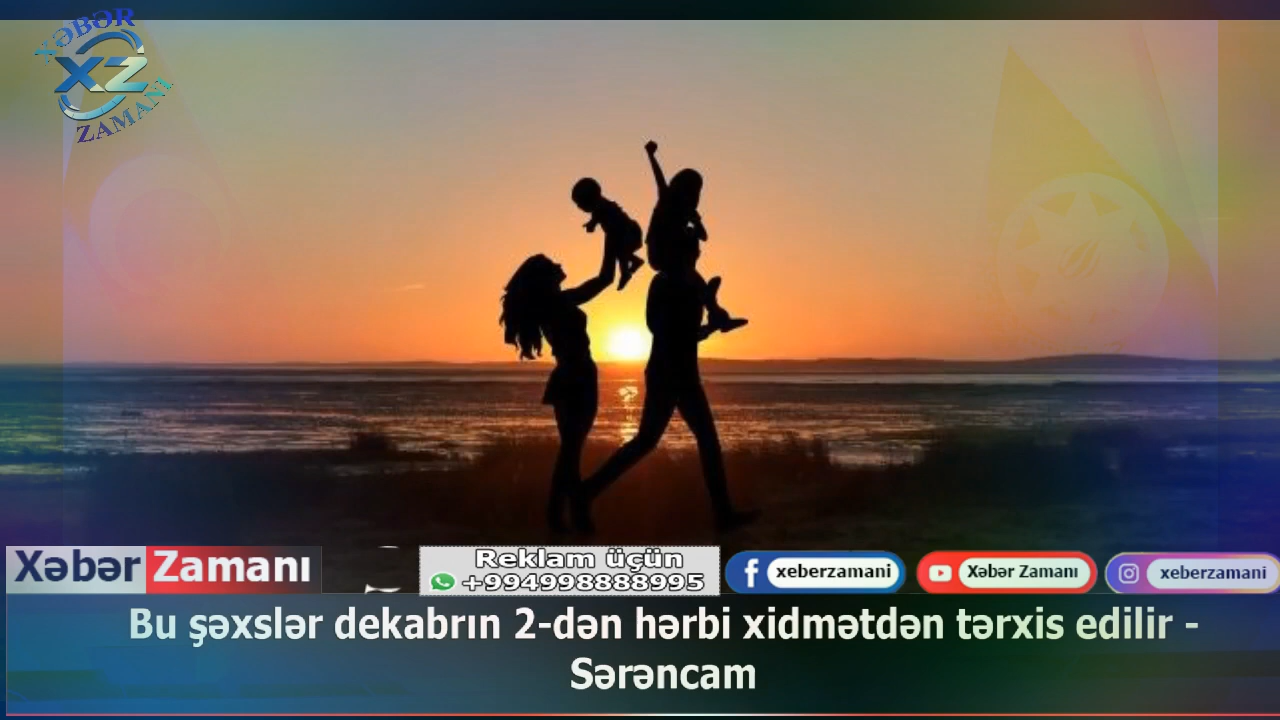 XƏBƏR
XZ
ZAMANI
Xəbər Zamanı
Reklam üçün
+994998888995
xeberzamani
Xəbər Zamanı
xeberzamani
Bu şəxslər dekabrın 2-dən hərbi xidmətdən tərxis edilir -
Sərəncam